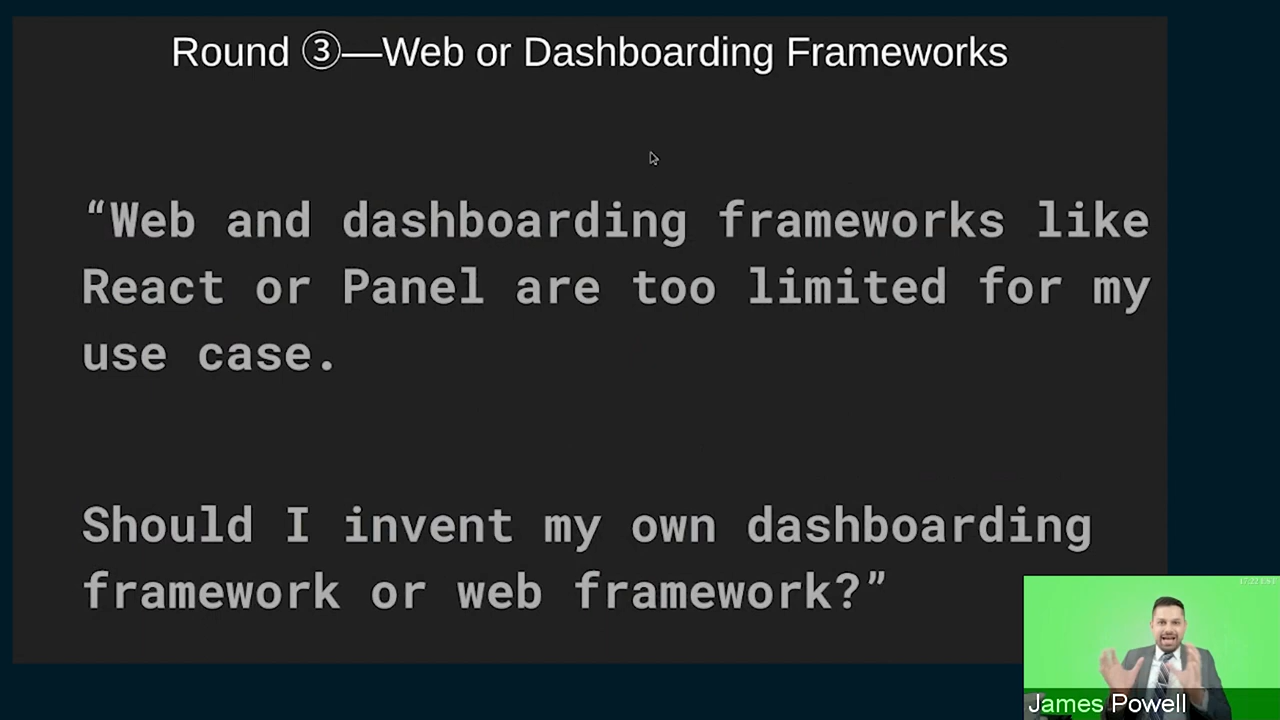 Round ③—Web or Dashboarding Frameworks
“Web and dashboarding frameworks like
React or Panel are too limited for my
use case.
Should I invent my own dashboarding
framework or web framework?”
James Powell